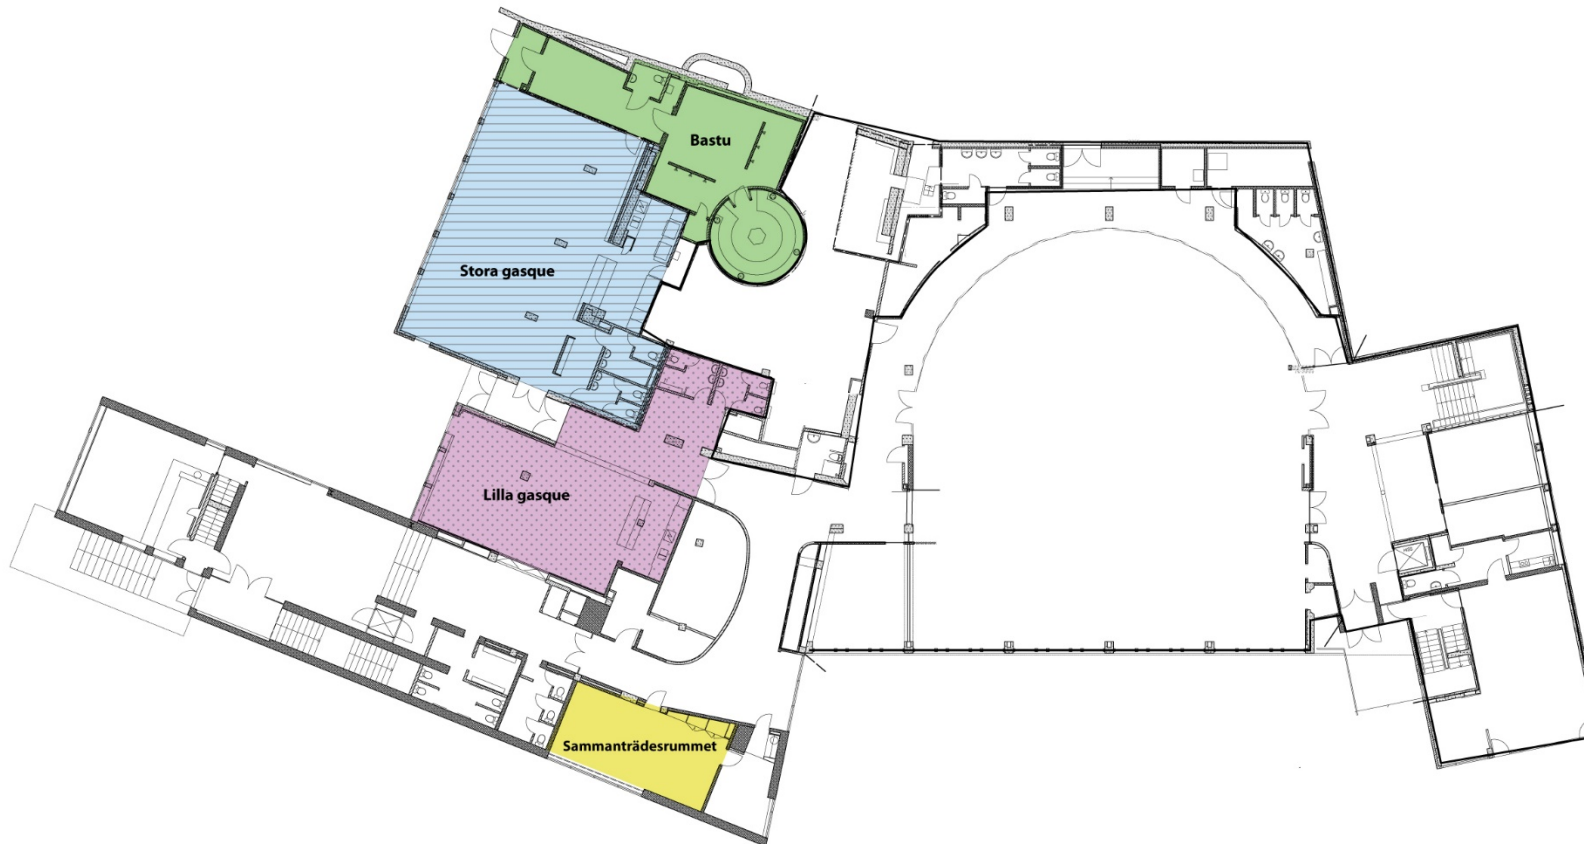 Bastu
Stora gasque
Lilla gasque
Sammanträdesrummet